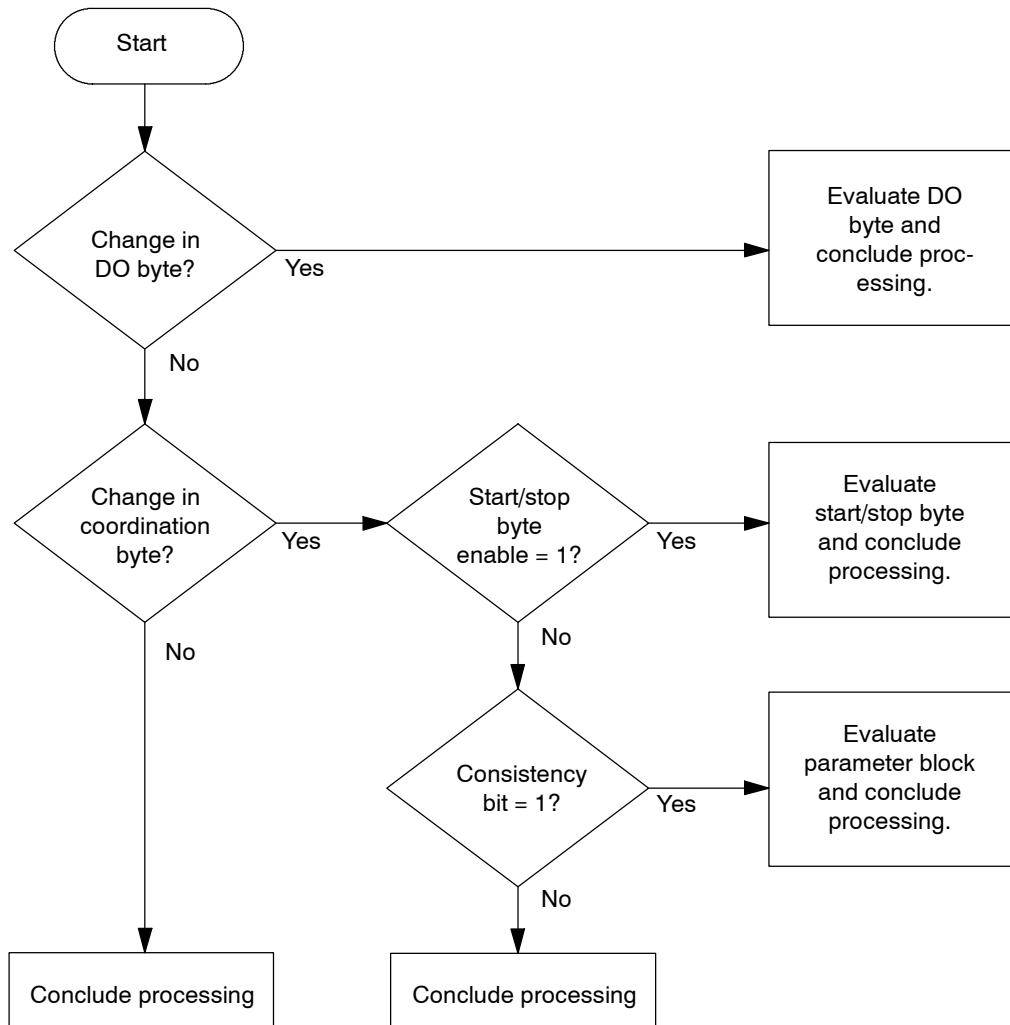 Start
Change in
DO byte?
Yes
Evaluate DO
byte and
conclude proc-
essing.
No
Change in
coordination
byte?
Yes
Start/stop
byte
enable = 1?
Yes
Evaluate
start/stop byte
and conclude
processing.
No
No
Consistency
bit = 1?
Yes
Evaluate
parameter block
and conclude
processing.
No
Conclude processing
Conclude processing